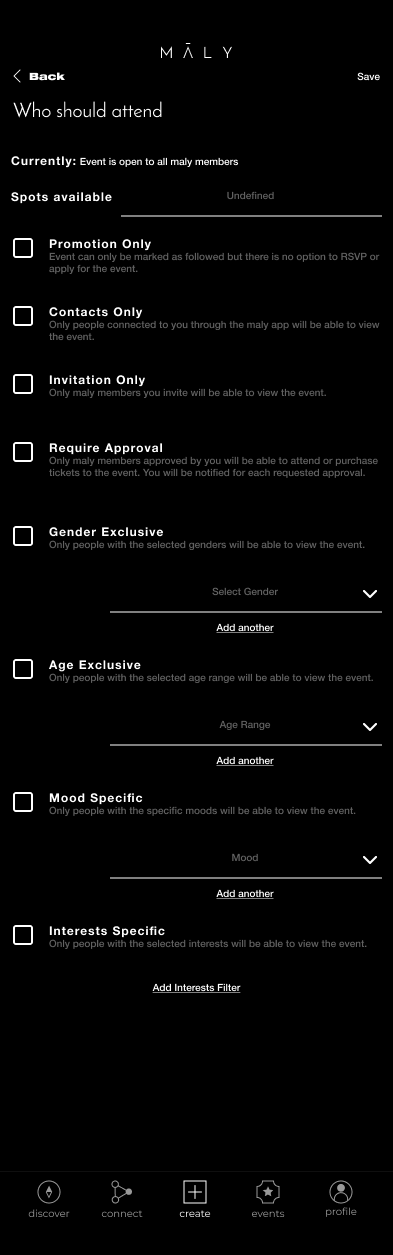 MĀLY
Back
Save
Who should attend
Currently: Event is open to all maly members
Spots available
Undefined
Promotion Only
Event can only be marked as followed but there is no option to RSVP or
apply for the event.
Contacts Only
Only people connected to you through the maly app will be able to view
the event.
Invitation Only
Only maly members you invite will be able to view the event.
Require Approval
Only maly members approved by you will be able to attend or purchase
tickets to the event. You will be notified for each requested approval.
Gender Exclusive
Only people with the selected genders will be able to view the event.
Select Gender
Add another
Age Exclusive
Only people with the selected age range will be able to view the event.
Age Range
Add another
Mood Specific
Only people with the specific moods will be able to view the event.
Mood
Add another
Interests Specific
Only people with the selected interests will be able to view the event.
Add Interests Filter
discover
connect
create
events
profile